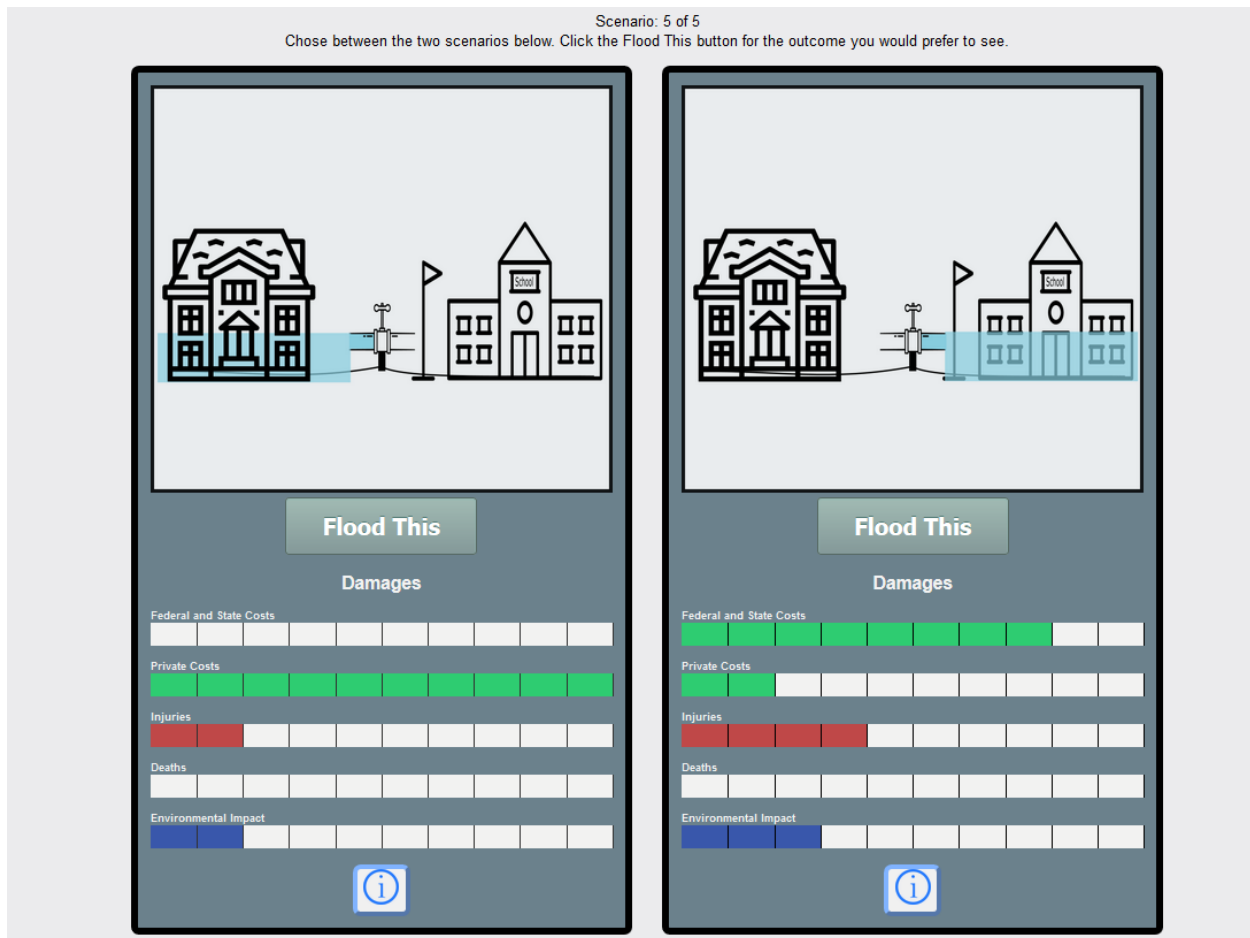 Scenario: 5 of 5
Chose between the two scenarios below. Click the Flood This button for the outcome you would prefer to see.
School
Flood This
Damages
Federal and State Costs
Private Costs
Injuries
Deaths
Environmental Impact
i
School
Flood This
Damages
Federal and State Costs
Private Costs
Injuries
Deaths
Environmental Impact
i